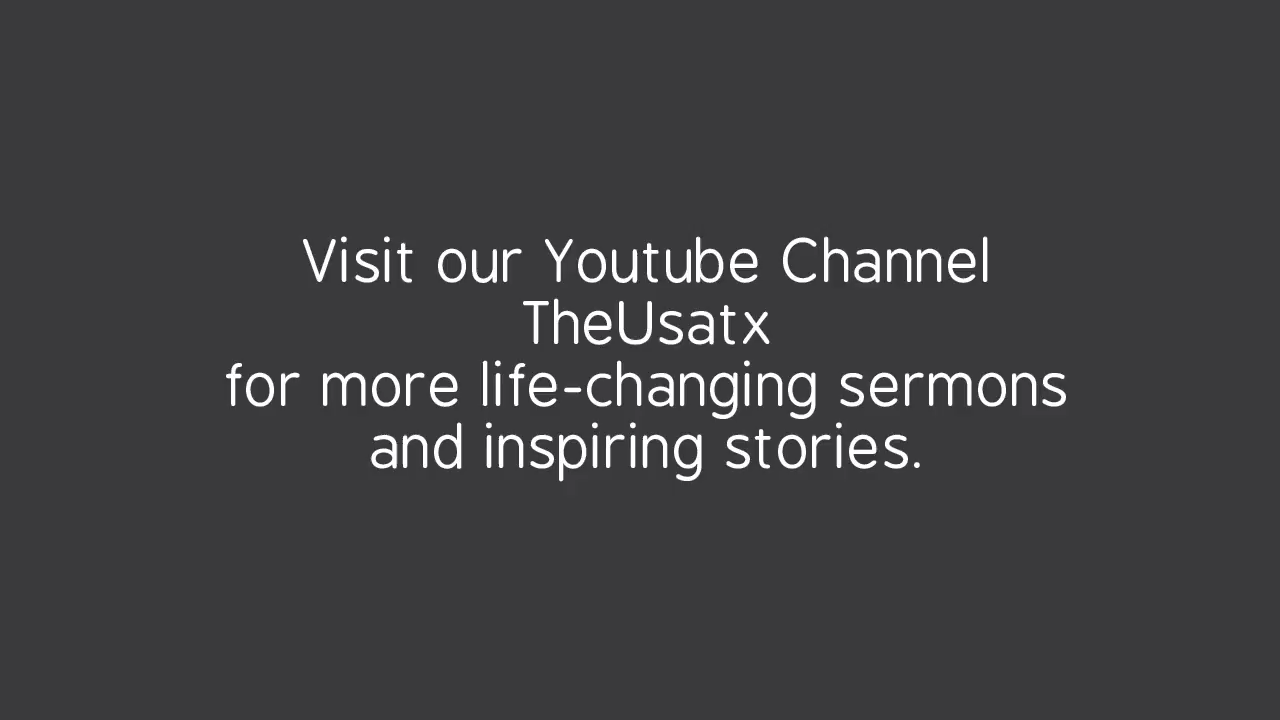 Visit our Youtube Channel
TheUsatx
for more life-changing sermons
and inspiring stories.